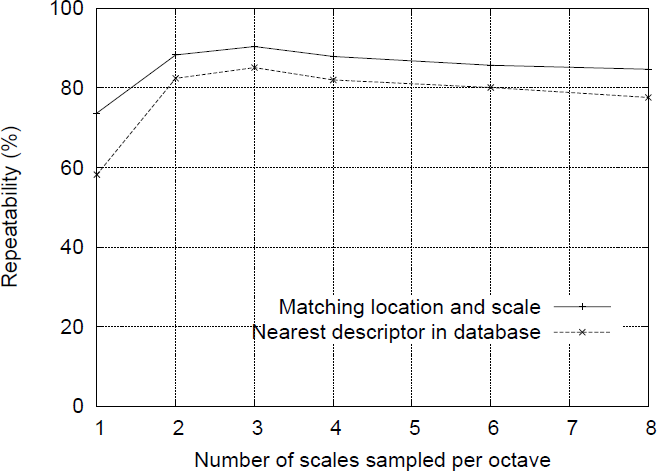 100
80
60
40
20
0
Repeatability (%)
Matching location and scale
Nearest descriptor in database
1 2 3 4 5 6 7 8
Number of scales sampled per octave